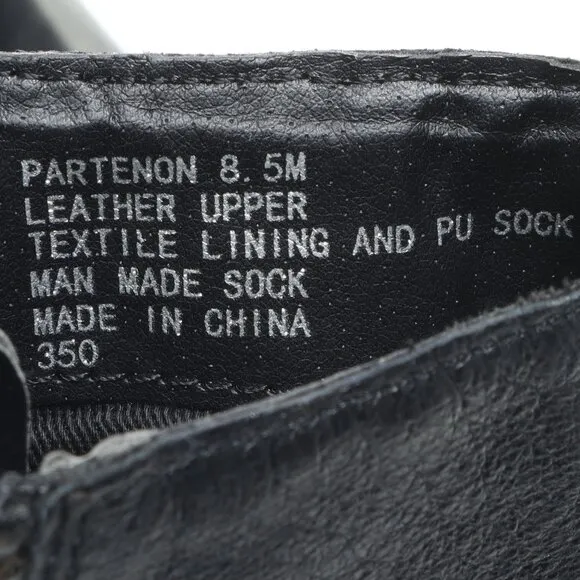 PARTENON 8.5M
LEATHER UPPER
TEXTILE LINING AND PU SOCK
MAN MADE SOCK
MADE IN CHINA
350